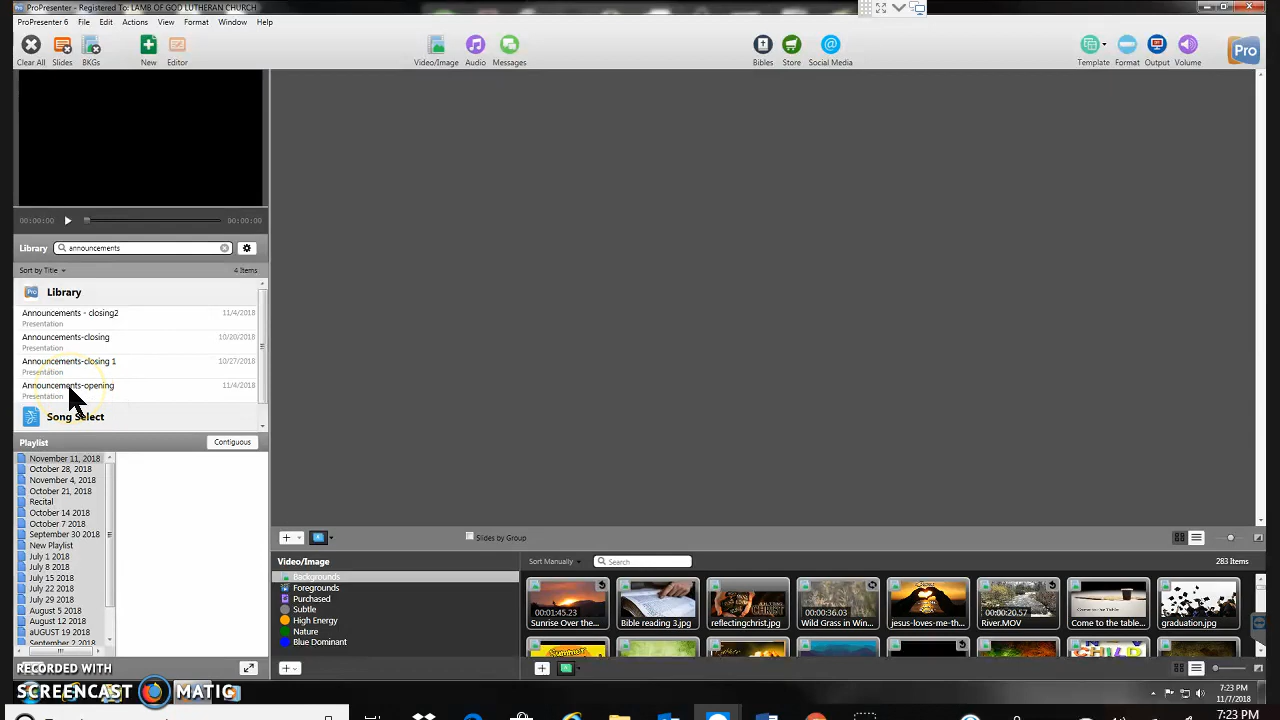 ProPresenter - Registered To: LAMB OF GOD LUTHERAN CHURCH
ProPresenter 6 File Edit Actions View Format Window Help
Clear All Slides BKGs New Editor Video/Image Audio Messages Bibles Store Social Media Template Format Output Volume
Pro
00:00:00 00:00:00
Library announcements
Sort by Title 4 Items
Pro Library
Announcements - closing2 11/4/2018
Presentation
Announcements-closing 10/20/2018
Presentation
Announcements-closing 1 10/27/2018
Presentation
Announcements-opening 11/4/2018
Presentation
Song Select
Playlist Contiguous
November 11, 2018
October 28, 2018
November 4, 2018
October 21, 2018
Recital
October 14 2018
October 7 2018
September 30 2018
New Playlist
July 1 2018
July 8 2018
July 15 2018
July 22 2018
July 29 2018
August 5 2018
August 12 2018
aUGUST 19 2018
September 2 2018
Slides by Group
Video/Image Sort Manually Search 283 Items
Backgrounds
Foregrounds
Purchased
Subtle
High Energy
Nature
Blue Dominant
00:01:45.23 00:00:36.03 00:00:20.57
Sunrise Over the... Bible reading 3.jpg reflectingchrist.jpg Wild Grass in Win... jesus-loves-me-th... River.MOV Come to the table... graduation.jpg
RECORDED WITH
SCREENCAST MATIC
7:23 PM
11/7/2018
7:23 PM